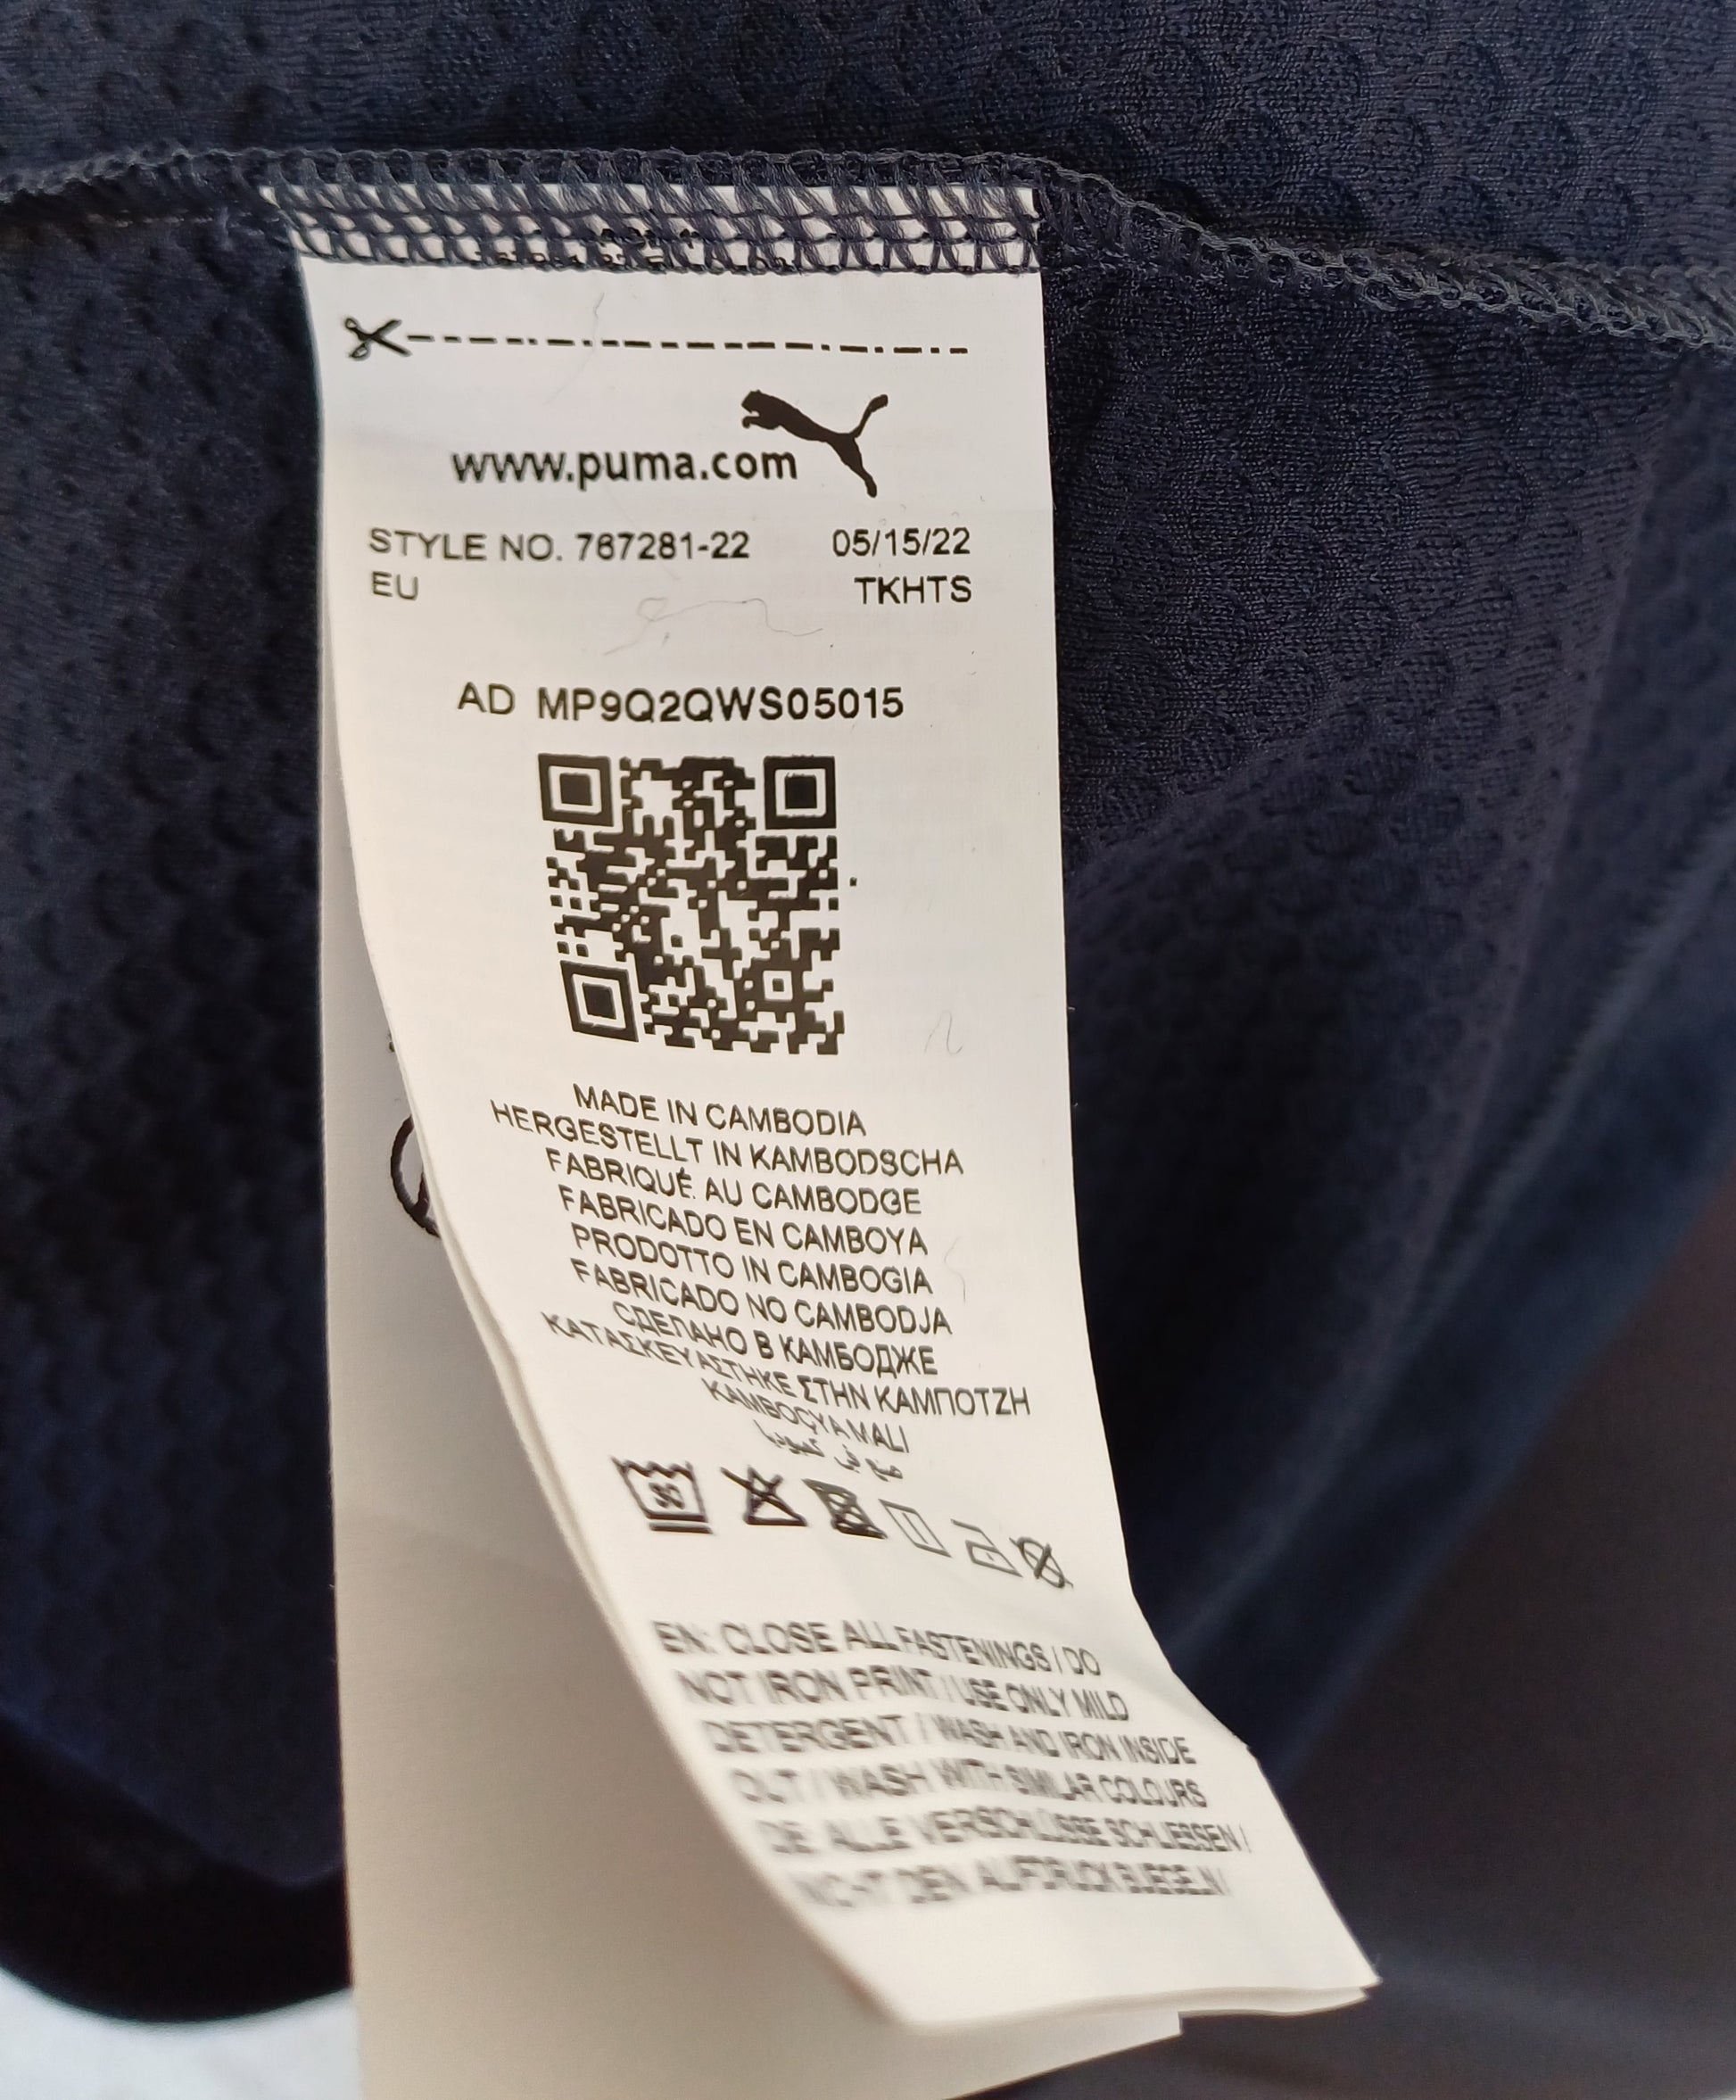 www.puma.com
STYLE NO. 767281-22 05/15/22
EU TKHTS
AD MP9Q2QWS05015
MADE IN CAMBODIA
HERGESTELLT IN KAMBODSCHA
FABRIQUÉ AU CAMBODGE
FABRICADO EN CAMBOYA
PRODOTTO IN CAMBOGIA
FABRICADO NO CAMBODJA
СДЕЛАНО В КАМБОДЖЕ
ΚΑΤΑΣΚΕΥΑΣΤΗΚΕ ΣΤΗΝ ΚΑΜΠΟΤΖΗ
KAMBOÇYA MALI
30
EN: CLOSE ALL FASTENINGS / DO
NOT IRON PRINT / USE ONLY MILD
DETERGENT / WASH AND IRON INSIDE
OUT / WASH WITH SIMILAR COLOURS
DE: ALLE VERSCHLÜSSE SCHLIESSEN /
NICHT DEN AUFDRUCK BUEGELN /